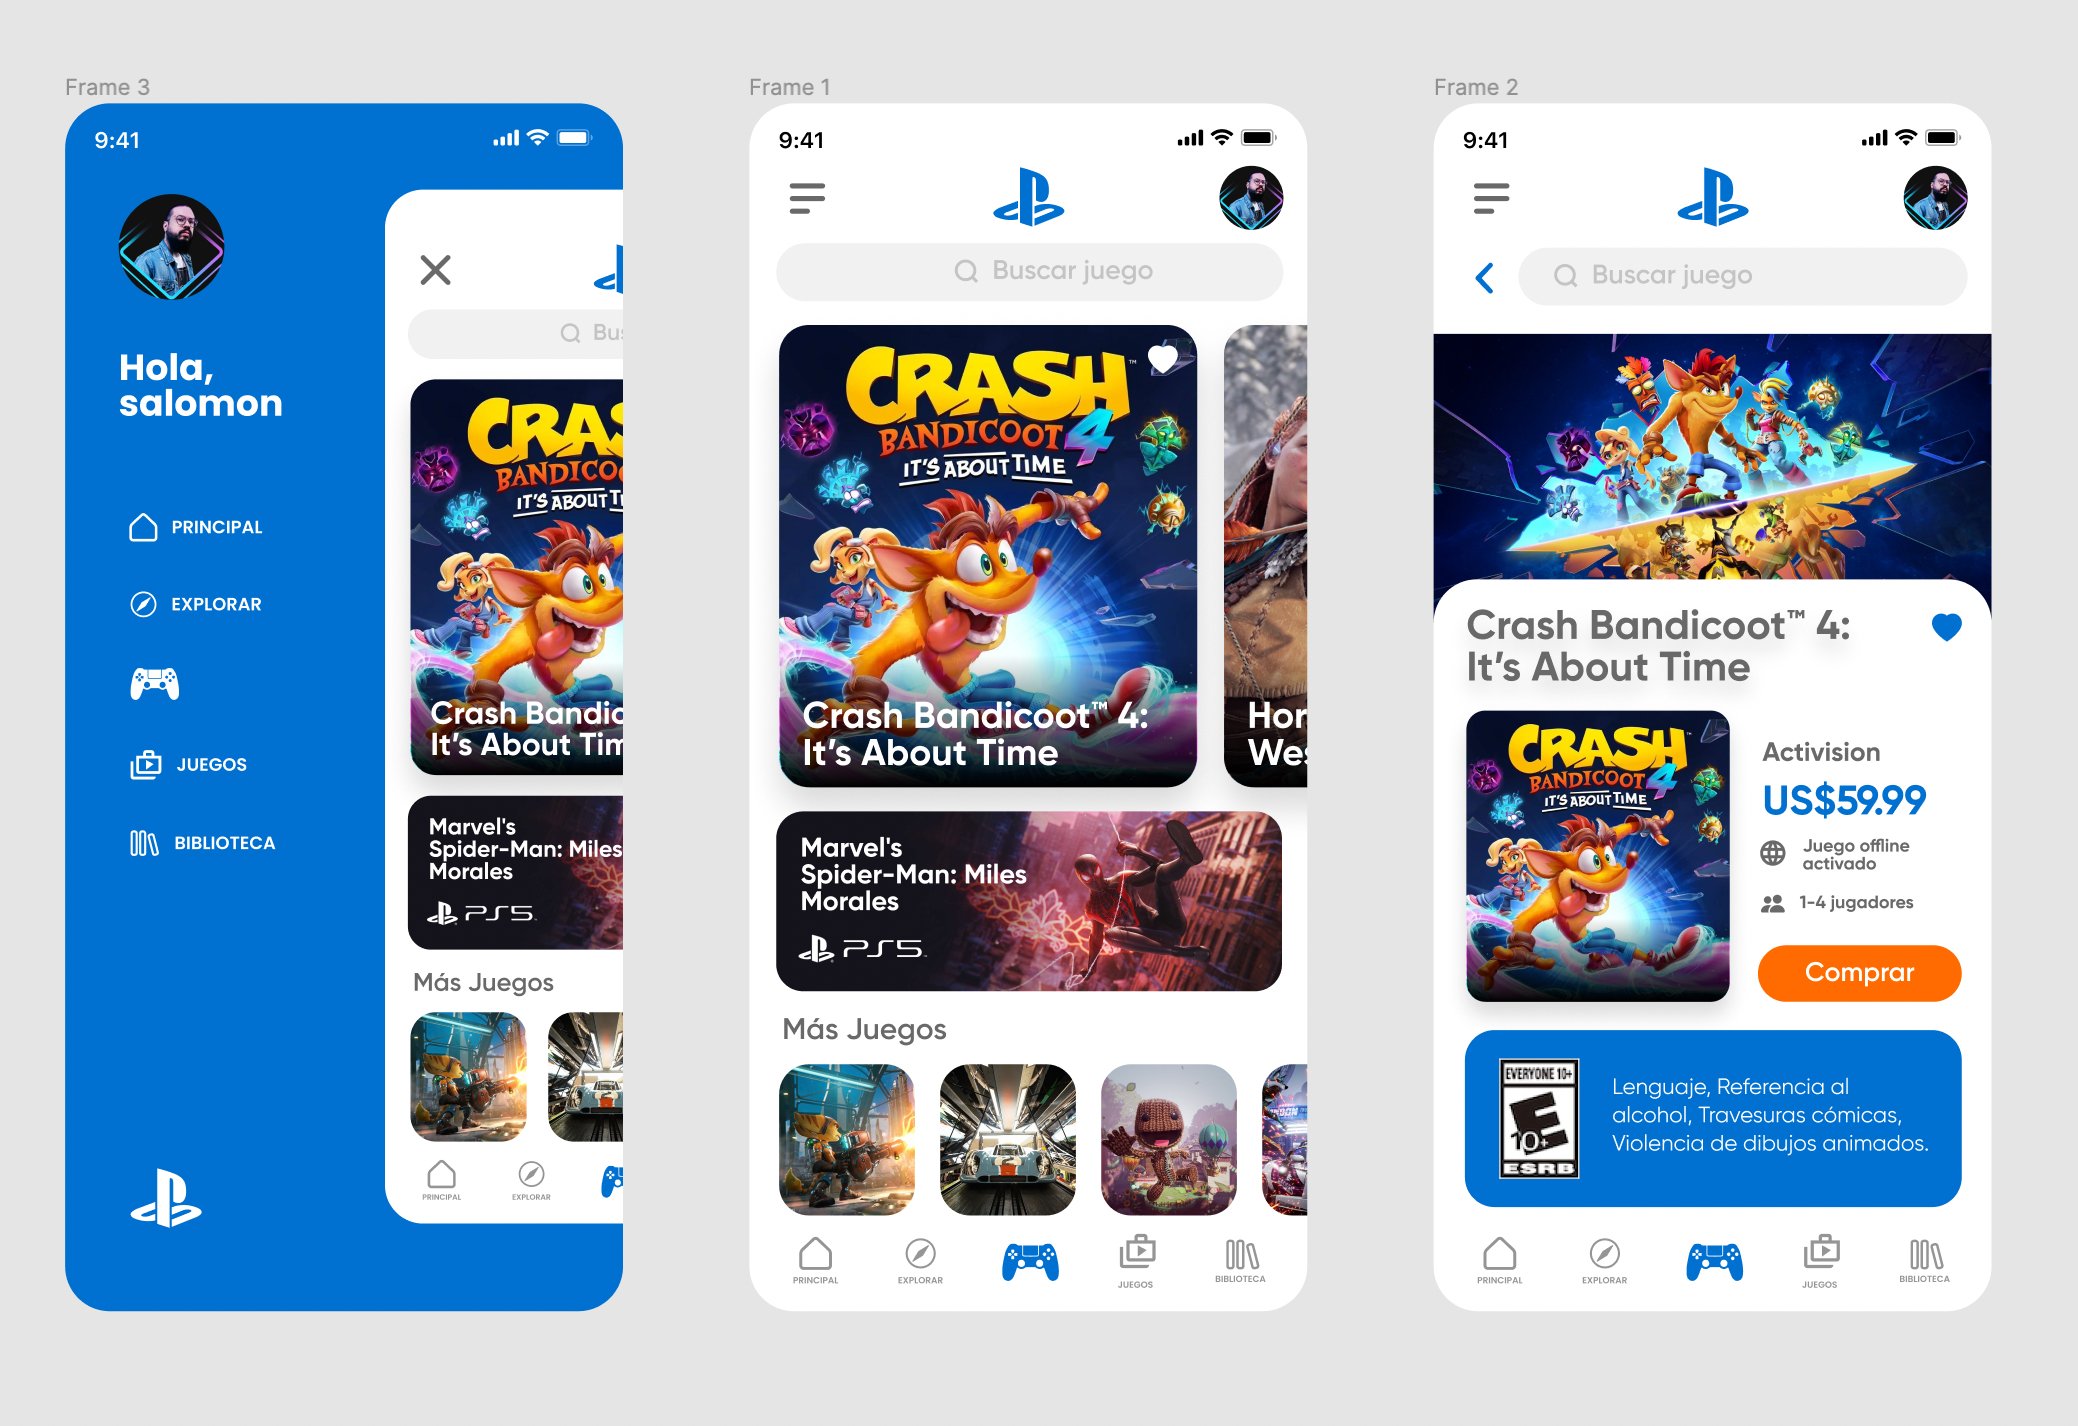 Frame 3
9:41
Hola,
salomon
PRINCIPAL
EXPLORAR
JUEGOS
BIBLIOTECA
Bus
CRAS
BANDICO
IT'S ABOUT T
Crash Bandic
It's About Tim
Marvel's
Spider-Man: Miles
Morales
PS5
Más Juegos
PRINCIPAL
EXPLORAR
Frame 1
9:41
Buscar juego
CRASH™
BANDICOOT 4
IT'S ABOUT TIME
Crash Bandicoot™ 4:
It's About Time
Hor
Wes
Marvel's
Spider-Man: Miles
Morales
PS5
Más Juegos
PRINCIPAL
EXPLORAR
JUEGOS
BIBLIOTECA
Frame 2
9:41
Buscar juego
Crash Bandicoot™ 4:
It's About Time
CRASH
BANDICOOT 4
IT'S ABOUT TIME
Activision
US$59.99
Juego offline
activado
1-4 jugadores
Comprar
EVERYONE 10+
E
10+
ESRB
Lenguaje, Referencia al
alcohol, Travesuras cómicas,
Violencia de dibujos animados.
PRINCIPAL
EXPLORAR
JUEGOS
BIBLIOTECA